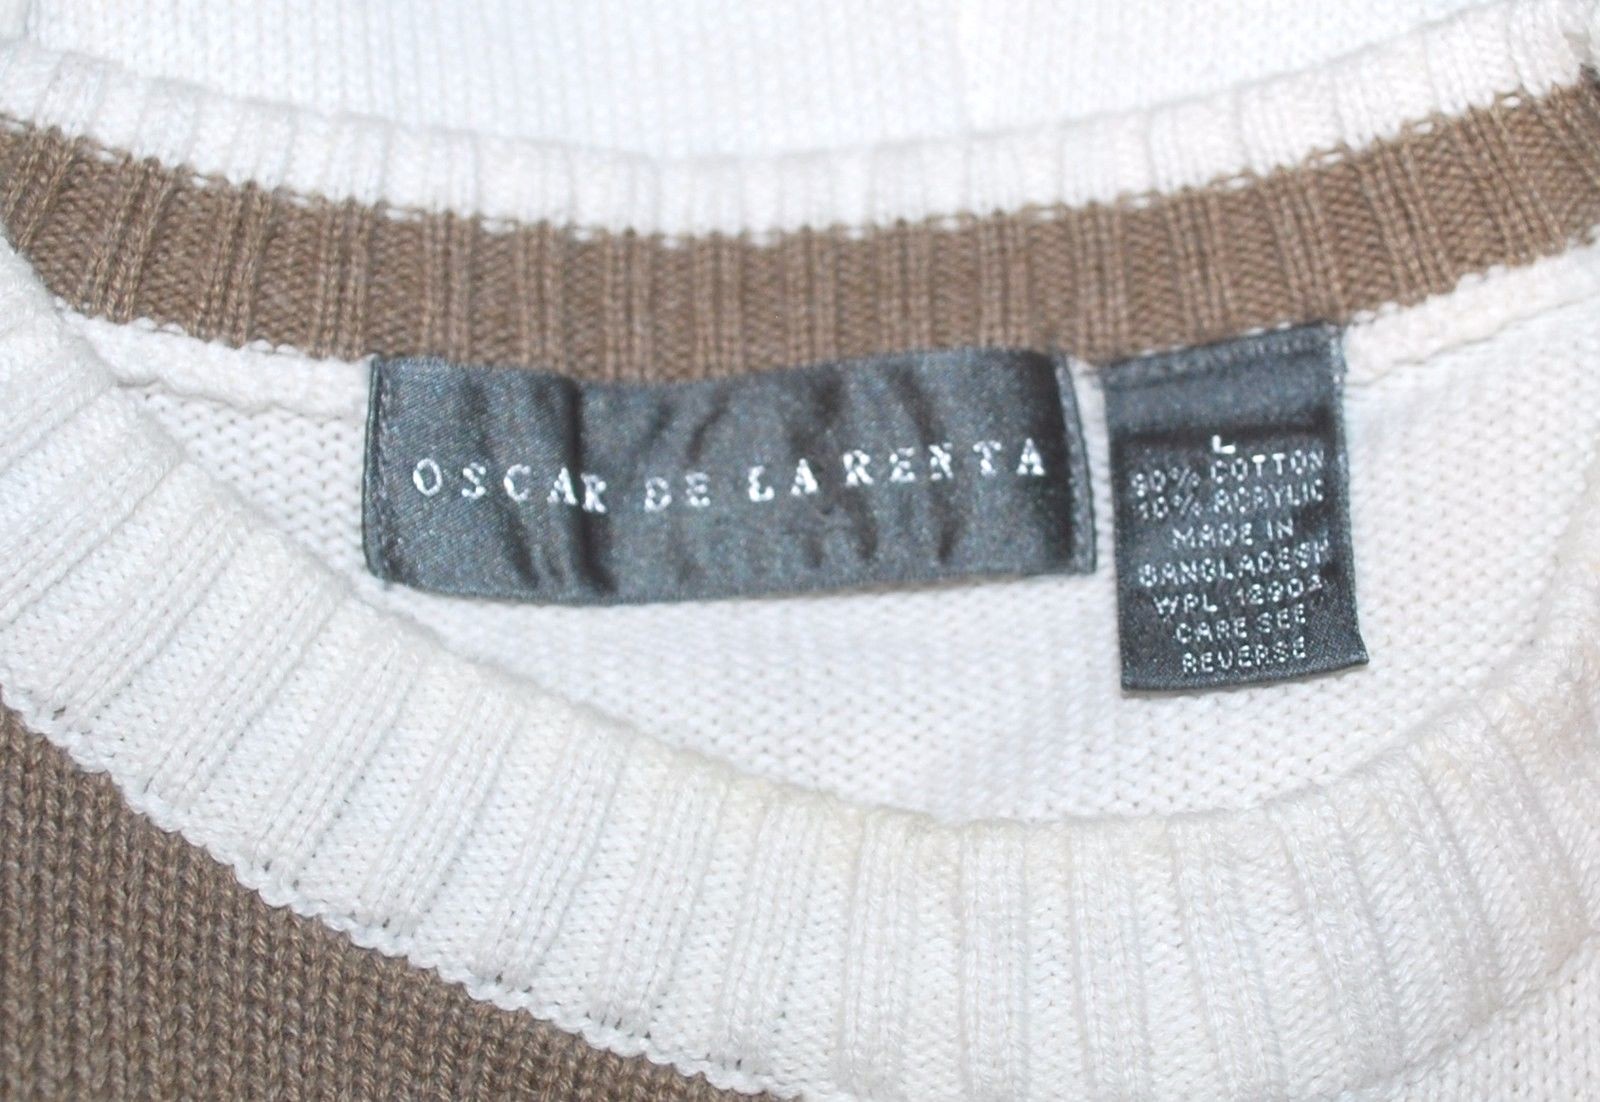 OSCAR DE LA RENTA
L
90% COTTON
10% ACRYLIC
MADE IN
BANGLADESH
WPL 12904
CARE SEE
REVERSE